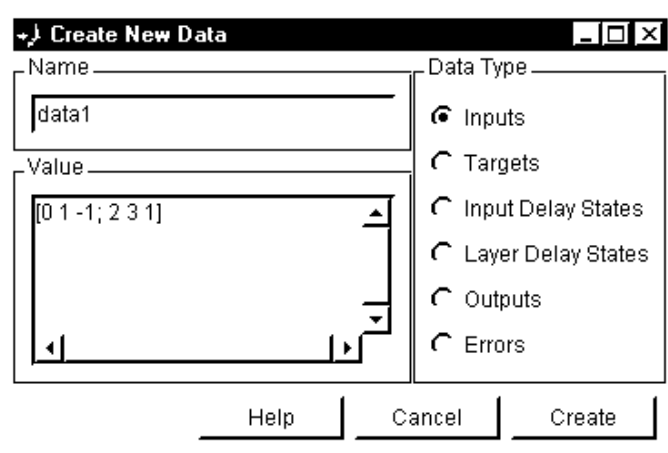 Create New Data
Name
data1
Value
[0 1 -1; 2 3 1]
Data Type
Inputs
Targets
Input Delay States
Layer Delay States
Outputs
Errors
Help
Cancel
Create